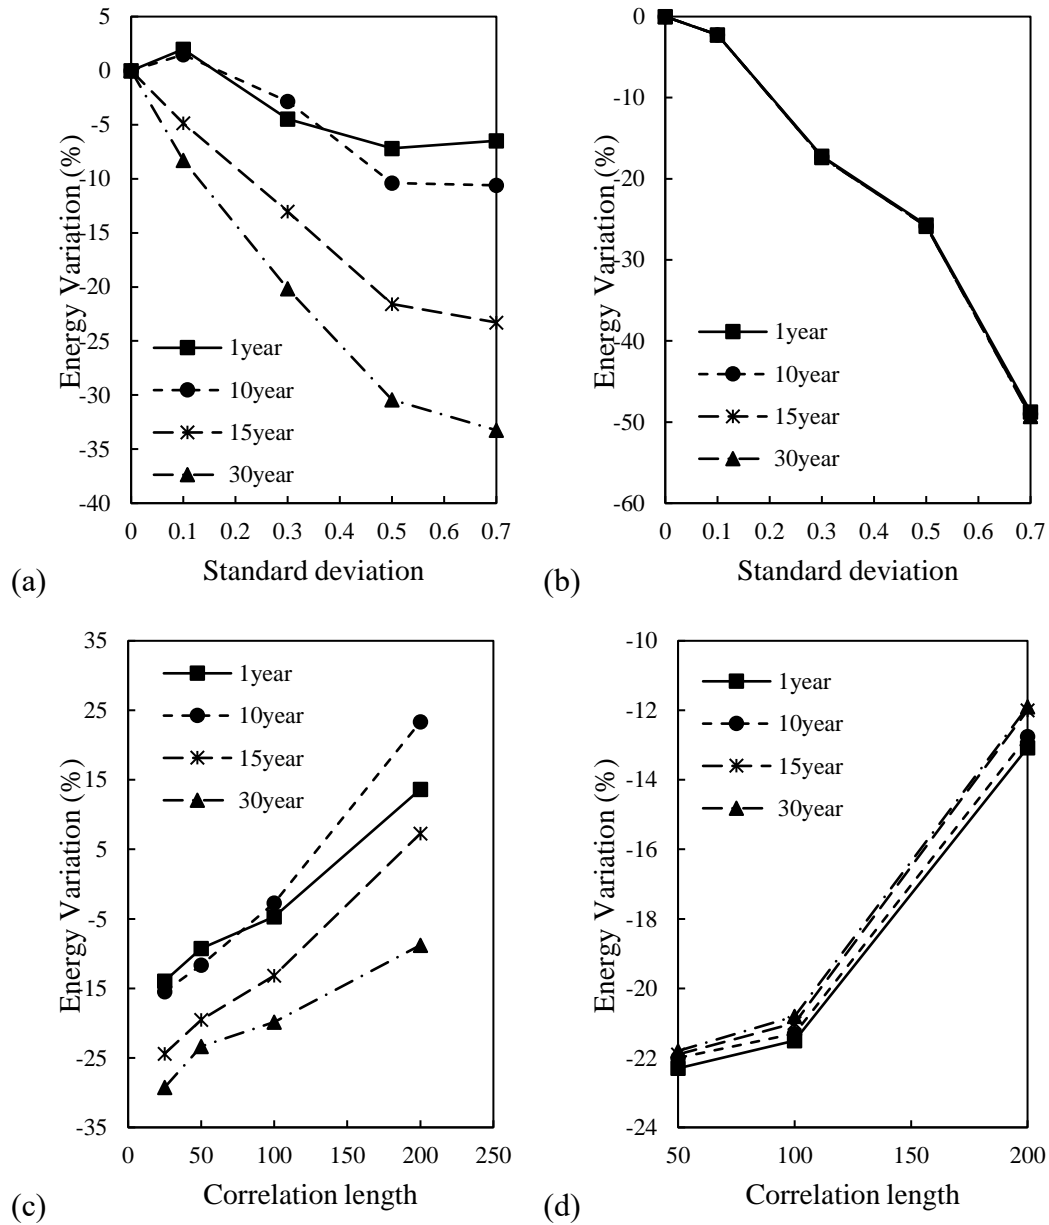 5
0
-5
-10
-15
-20
-25
-30
-35
-40
Energy Variation (%)
1year
10year
15year
30year
0 0.1 0.2 0.3 0.4 0.5 0.6 0.7
Standard deviation
(a)
0
-10
-20
-30
-40
-50
-60
Energy Variation (%)
1year
10year
15year
30year
0 0.1 0.2 0.3 0.4 0.5 0.6 0.7
Standard deviation
(b)
35
25
15
5
-5
-15
-25
-35
Energy Variation (%)
1year
10year
15year
30year
0 50 100 150 200 250
Correlation length
(c)
-10
-12
-14
-16
-18
-20
-22
-24
Energy Variation (%)
1year
10year
15year
30year
50 100 150 200
Correlation length
(d)